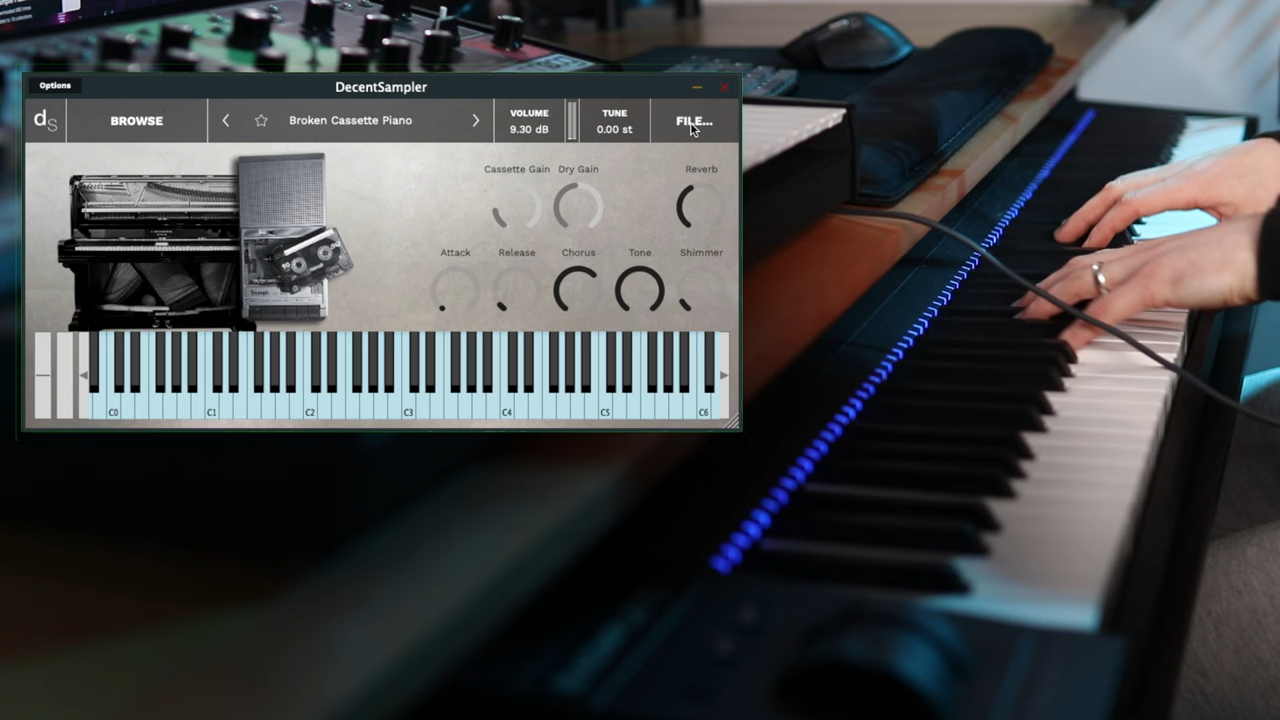 Options
DecentSampler
ds
BROWSE
Broken Cassette Piano
VOLUME
9.30 dB
TUNE
0.00 st
FILE...
Cassette Gain
Dry Gain
Reverb
Attack
Release
Chorus
Tone
Shimmer
C0
C1
C2
C3
C4
C5
C6